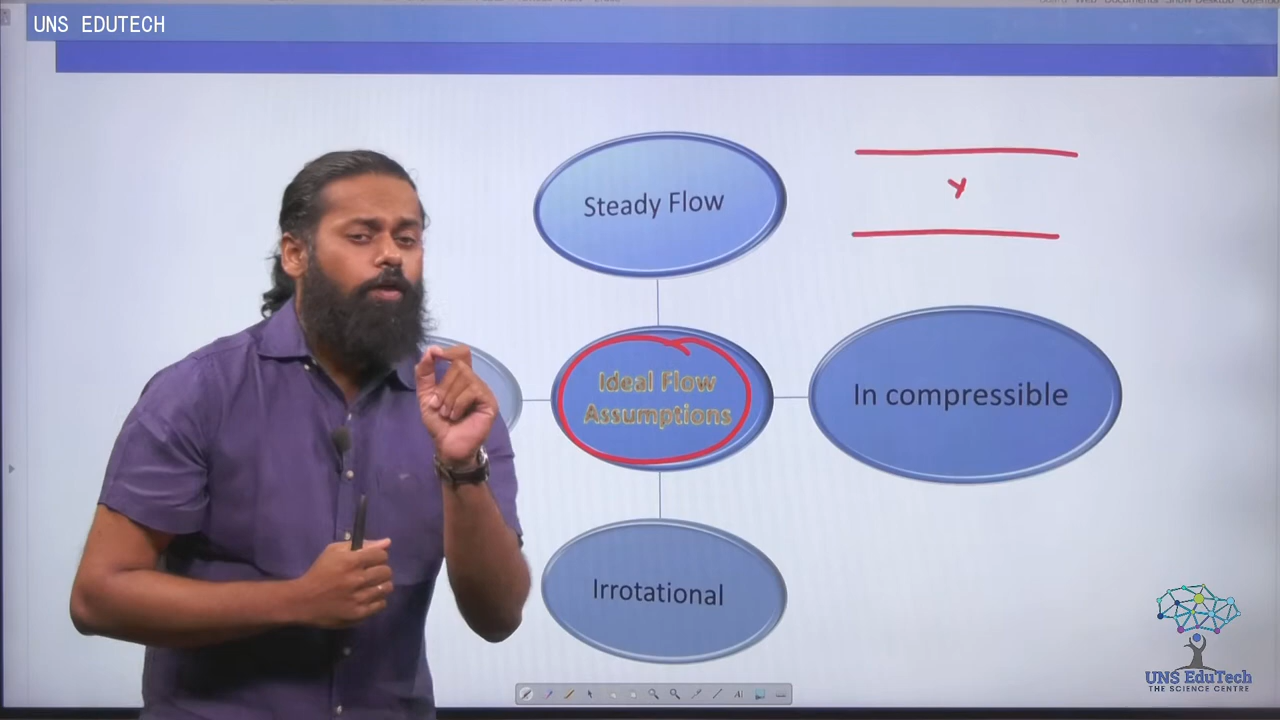 UNS EDUTECH
Steady Flow
Ideal Flow
Assumptions
In compressible
Irrotational
UNS EduTech
THE SCIENCE CENTRE